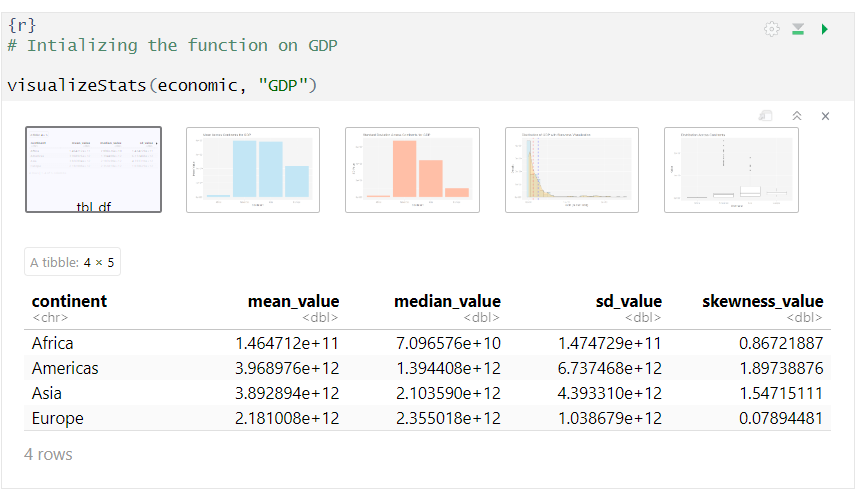 {r}
# Intializing the function on GDP
visualizeStats(economic, "GDP")
tbl_df
A tibble: 4 × 5
continent mean_value median_value sd_value skewness_value
<chr> <dbl> <dbl> <dbl> <dbl>
Africa 1.464712e+11 7.096576e+10 1.474729e+11 0.86721887
Americas 3.968976e+12 1.394408e+12 6.737468e+12 1.89738876
Asia 3.892894e+12 2.103590e+12 4.393310e+12 1.54715111
Europe 2.181008e+12 2.355018e+12 1.038679e+12 0.07894481
4 rows